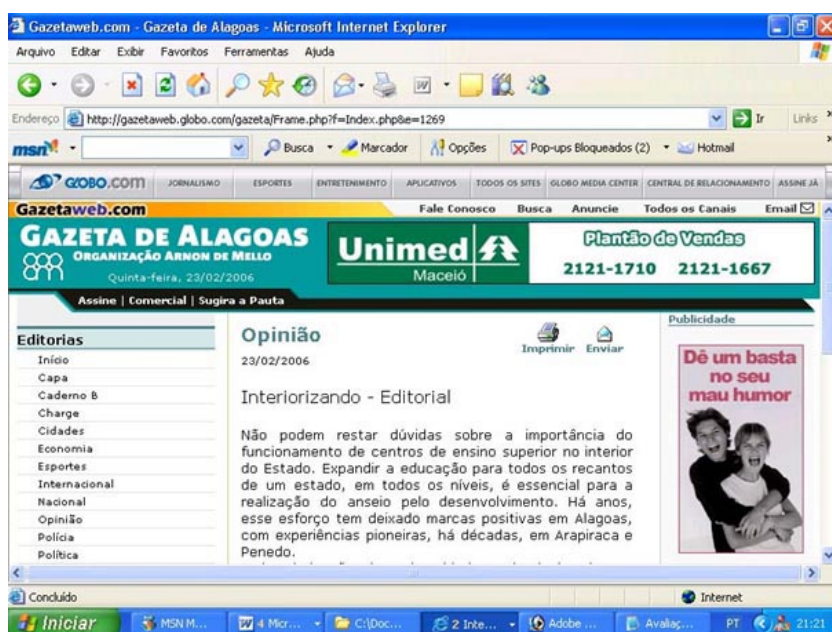 Gazetaweb.com - Gazeta de Alagoas - Microsoft Internet Explorer
Arquivo Editar Exibir Favoritos Ferramentas Ajuda
Endereço http://gazetaweb.globo.com/gazeta/Frame.php?f=Index.php&e=1269 Ir Links
msn Busca Marcador Opções Pop-ups Bloqueados (2) Hotmail
GLOBO.COM JORNALISMO ESPORTES ENTRETENIMENTO APLICATIVOS TODOS OS SITES GLOBO MEDIA CENTER CENTRAL DE RELACIONAMENTO ASSINE JÁ
Gazetaweb.com Fale Conosco Busca Anuncie Todos os Canais Email
GAZETA DE ALAGOAS
ORGANIZAÇÃO ARNON DE MELLO
Quinta-feira, 23/02/2006
Unimed
Maceió
Plantão de Vendas
2121-1710 2121-1667
Assine | Comercial | Sugira a Pauta
Editorias
Início
Capa
Caderno B
Charge
Cidades
Economia
Esportes
Internacional
Nacional
Opinião
Polícia
Política
Opinião
Imprimir Enviar
23/02/2006
Interiorizando - Editorial
Não podem restar dúvidas sobre a importância do
funcionamento de centros de ensino superior no interior
do Estado. Expandir a educação para todos os recantos
de um estado, em todos os níveis, é essencial para a
realização do anseio pelo desenvolvimento. Há anos,
esse esforço tem deixado marcas positivas em Alagoas,
com experiências pioneiras, há décadas, em Arapiraca e
Penedo.
Publicidade
Dê um basta
no seu
mau humor
Concluído Internet
Iniciar MSN M... 4 Micr... C:\Doc... 2 Inte... Adobe ... Avaliaç... PT 21:21